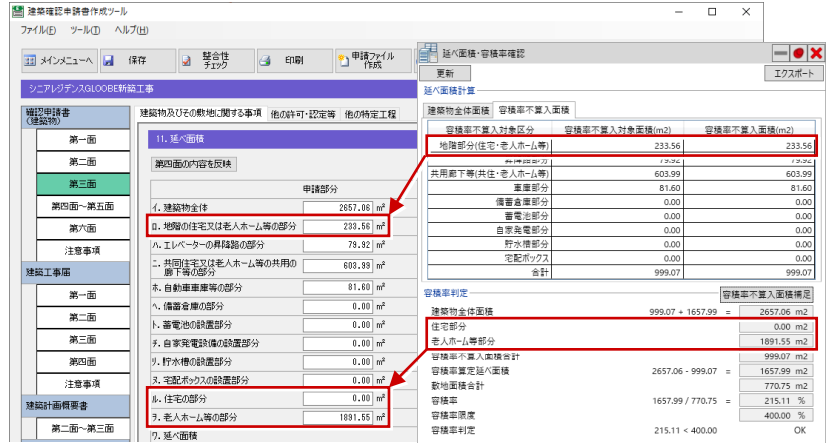 建築確認申請書作成ツール
ファイル(F) ツール(T) ヘルプ(H)
メインメニューへ 保存 整合性チェック 印刷 申請ファイル作成
シニアレジデンスGLOOBE新築工事
確認申請書(建築物)
第一面
第二面
第三面
第四面～第五面
第六面
注意事項
建築工事届
第一面
第二面
第三面
第四面
注意事項
建築計画概要書
第二面～第三面
建築物及びその敷地に関する事項 他の許可・認定等 他の特定工程
11. 延べ面積
第四面の内容を反映
申請部分
イ. 建築物全体 2657.06 m²
ロ. 地階の住宅又は老人ホーム等の部分 233.56 m²
ハ. エレベーターの昇降路の部分 79.92 m²
ニ. 共同住宅又は老人ホーム等の共用の廊下等の部分 603.99 m²
ホ. 自動車車庫等の部分 81.60 m²
ヘ. 備蓄倉庫の部分 0.00 m²
ト. 蓄電池の設置部分 0.00 m²
チ. 自家発電設備の設置部分 0.00 m²
リ. 貯水槽の設置部分 0.00 m²
ヌ. 宅配ボックスの設置部分 0.00 m²
ル. 住宅の部分 0.00 m²
ヲ. 老人ホーム等の部分 1891.55 m²
ワ. 延べ面積
延べ面積・容積率確認
更新 エクスポート
延べ面積計算
建築物全体面積 容積率不算入面積
容積率不算入対象区分 容積率不算入対象面積(m2) 容積率不算入面積(m2)
地階部分(住宅・老人ホーム等) 233.56 233.56
昇降路部分 79.92 79.92
共用廊下等(共住・老人ホーム等) 603.99 603.99
車庫部分 81.60 81.60
備蓄倉庫部分 0.00 0.00
蓄電池部分 0.00 0.00
自家発電部分 0.00 0.00
貯水槽部分 0.00 0.00
宅配ボックス 0.00 0.00
合計 999.07 999.07
容積率判定 容積率不算入面積補足
建築物全体面積 999.07 + 1657.99 = 2657.06 m2
住宅部分 0.00 m2
老人ホーム等部分 1891.55 m2
容積率不算入面積合計 999.07 m2
容積率算定延べ面積 2657.06 - 999.07 = 1657.99 m2
敷地面積合計 770.75 m2
容積率 1657.99 / 770.75 = 215.11 %
容積率限度 400.00 %
容積率判定 215.11 < 400.00 OK